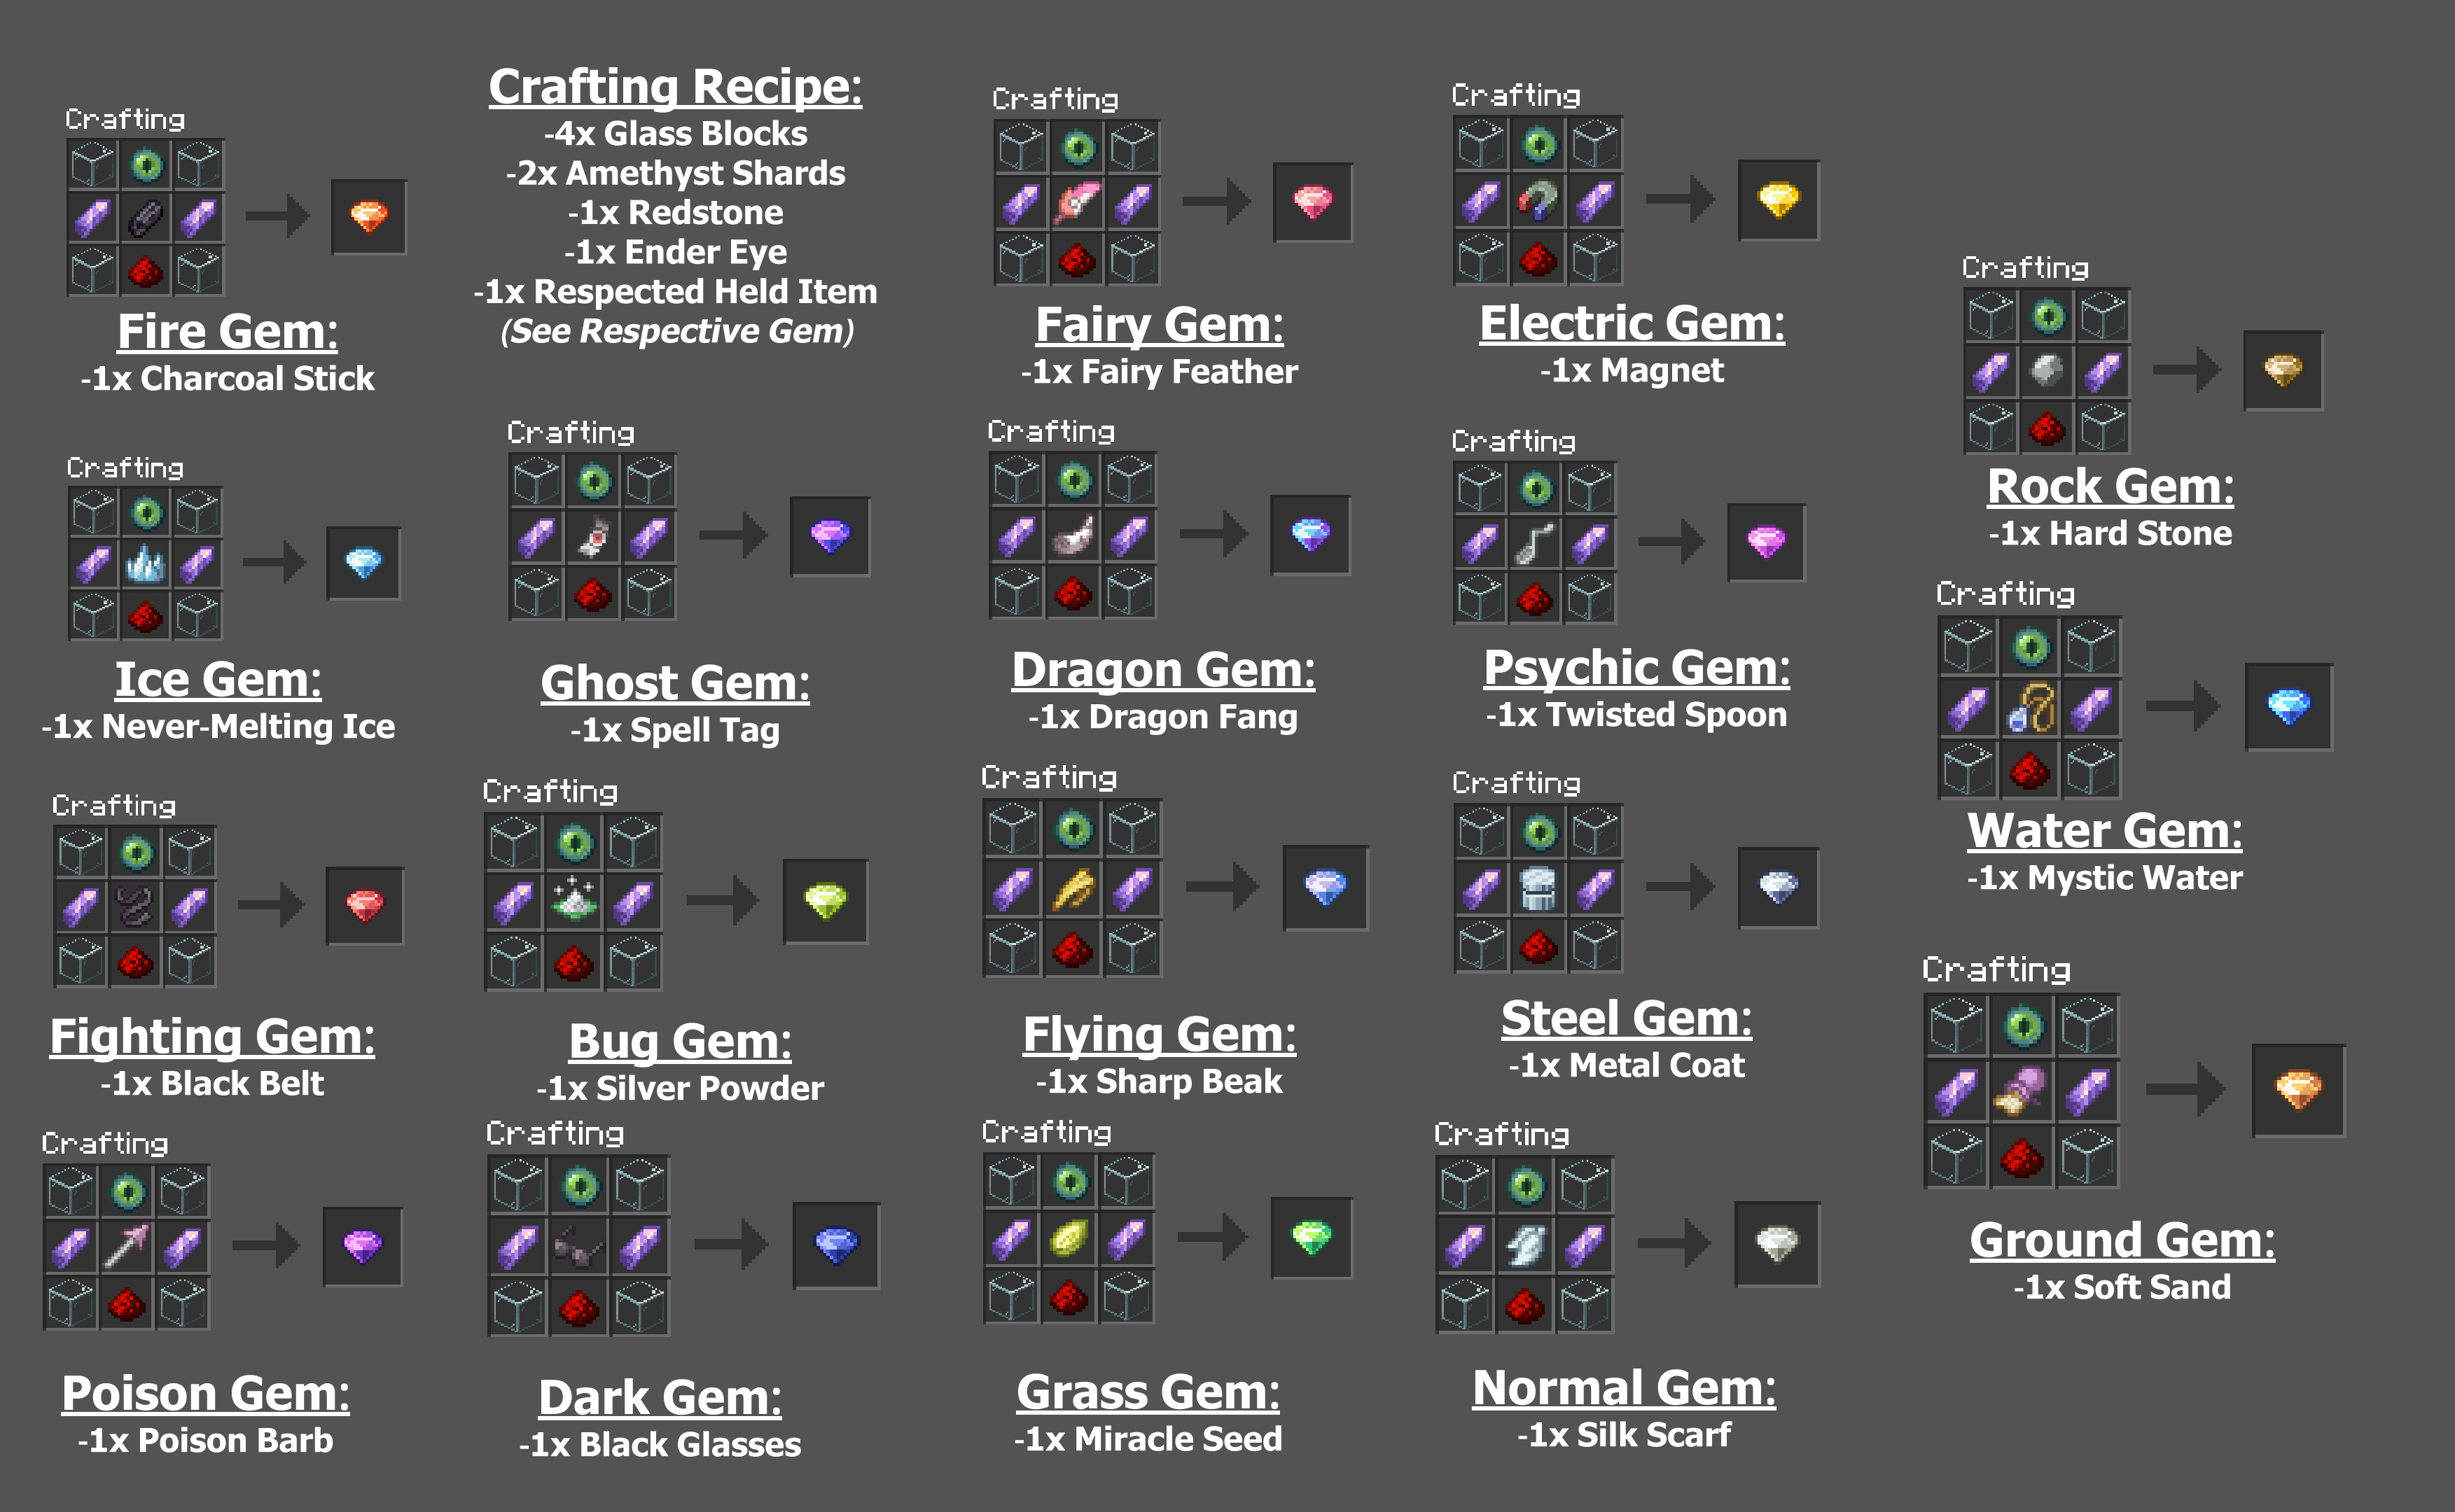 Crafting
Fire Gem:
-1x Charcoal Stick
Crafting
Ice Gem:
-1x Never-Melting Ice
Crafting
Fighting Gem:
-1x Black Belt
Crafting
Poison Gem:
-1x Poison Barb
Crafting Recipe:
-4x Glass Blocks
-2x Amethyst Shards
-1x Redstone
-1x Ender Eye
-1x Respected Held Item
(See Respective Gem)
Crafting
Ghost Gem:
-1x Spell Tag
Crafting
Bug Gem:
-1x Silver Powder
Crafting
Dark Gem:
-1x Black Glasses
Crafting
Fairy Gem:
-1x Fairy Feather
Crafting
Dragon Gem:
-1x Dragon Fang
Crafting
Flying Gem:
-1x Sharp Beak
Crafting
Grass Gem:
-1x Miracle Seed
Crafting
Electric Gem:
-1x Magnet
Crafting
Psychic Gem:
-1x Twisted Spoon
Crafting
Steel Gem:
-1x Metal Coat
Crafting
Normal Gem:
-1x Silk Scarf
Crafting
Rock Gem:
-1x Hard Stone
Crafting
Water Gem:
-1x Mystic Water
Crafting
Ground Gem:
-1x Soft Sand